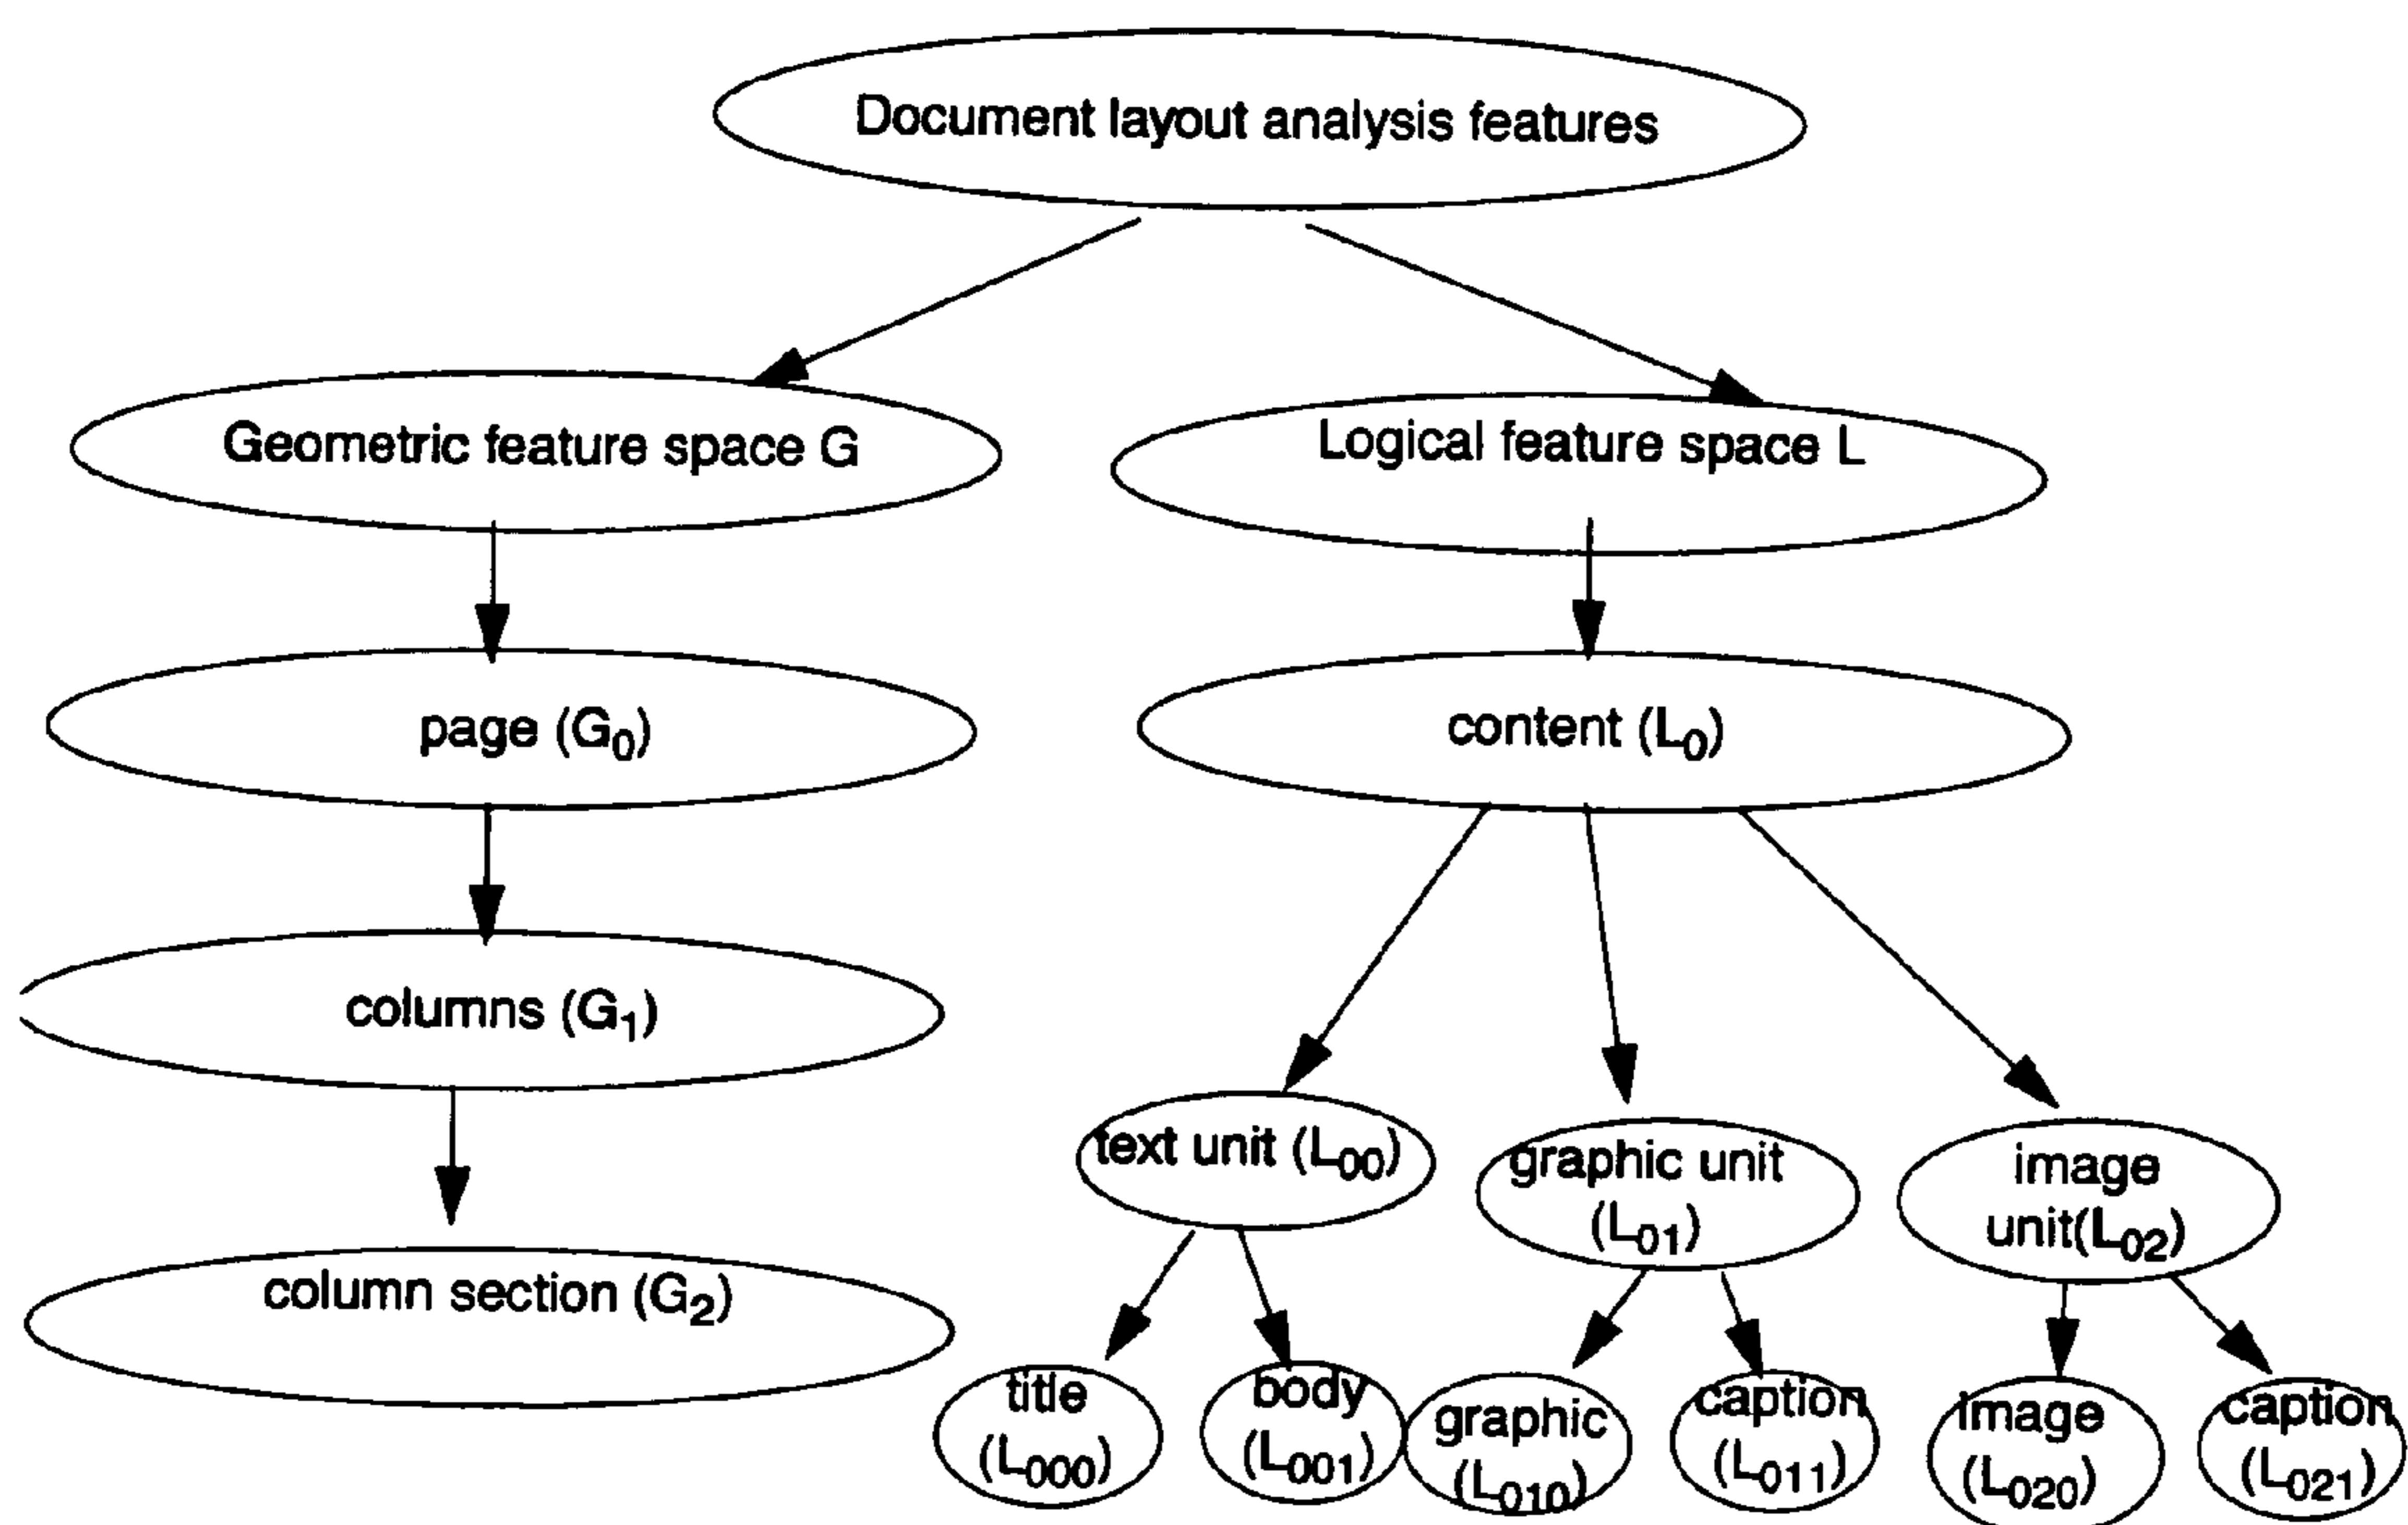 Document layout analysis features
Geometric feature space G
Logical feature space L
page (G₀)
content (L₀)
columns (G₁)
text unit (L₀₀)
graphic unit
(L₀₁)
image
unit(L₀₂)
column section (G₂)
title
(L₀₀₀)
body
(L₀₀₁)
graphic
(L₀₁₀)
caption
(L₀₁₁)
image
(L₀₂₀)
caption
(L₀₂₁)